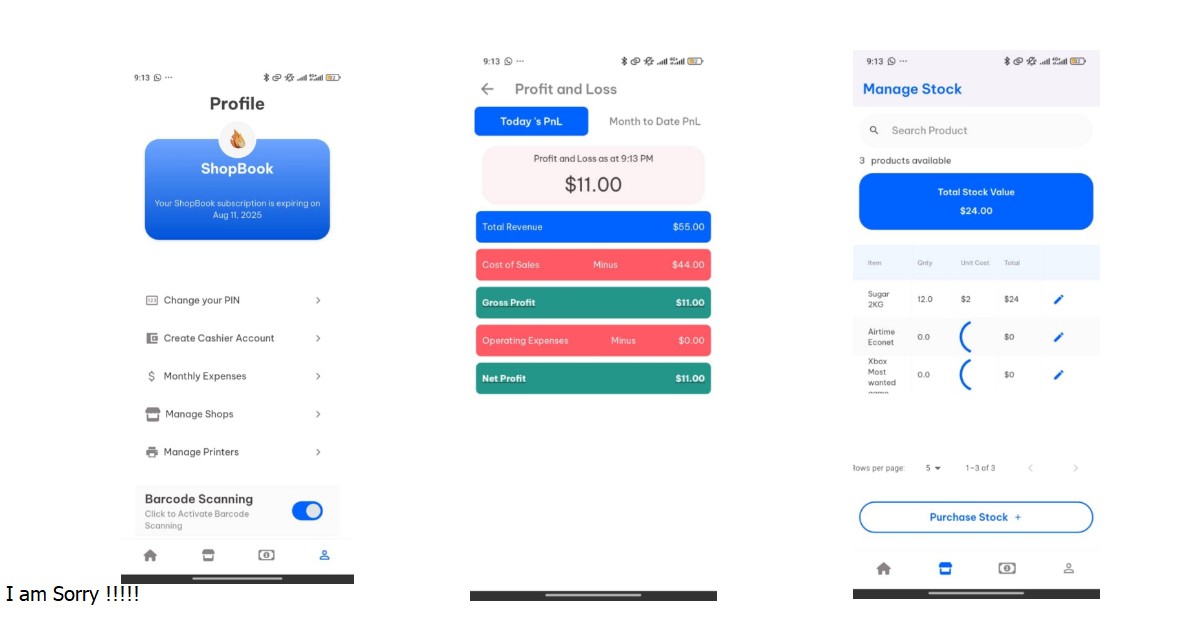 9:13
Profile
ShopBook
Your ShopBook subscription is expiring on
Aug 11, 2025
Change your PIN
Create Cashier Account
$ Monthly Expenses
Manage Shops
Manage Printers
Barcode Scanning
Click to Activate Barcode
Scanning
I am Sorry !!!!!
9:13
Profit and Loss
Today 's PnL Month to Date PnL
Profit and Loss as at 9:13 PM
$11.00
Total Revenue $55.00
Cost of Sales Minus $44.00
Gross Profit $11.00
Operating Expenses Minus $0.00
Net Profit $11.00
9:13
Manage Stock
Search Product
3 products available
Total Stock Value
$24.00
Item Qnty Unit Cost Total
Sugar
2KG 12.0 $2 $24
Airtime
Econet 0.0 $0
Xbox
Most
wanted 0.0 $0
Rows per page: 5 1-3 of 3
Purchase Stock +